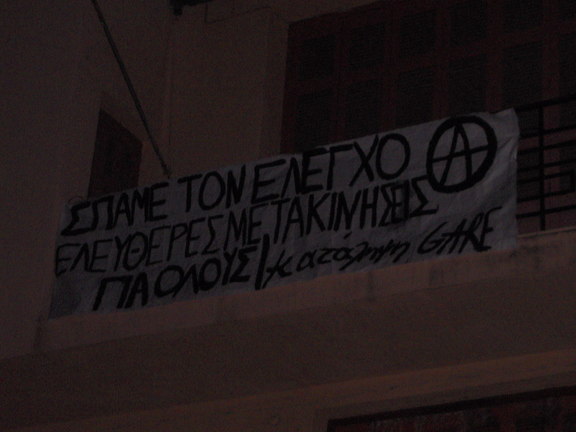 ΣΠΑΜΕ ΤΟΝ ΕΛΕΓΧΟ Α
ΕΛΕΥΘΕΡΕΣ ΜΕΤΑΚΙΝΗΣΕΙΣ
ΓΙΑ ΟΛΟΥΣ | κατάληψη GARE